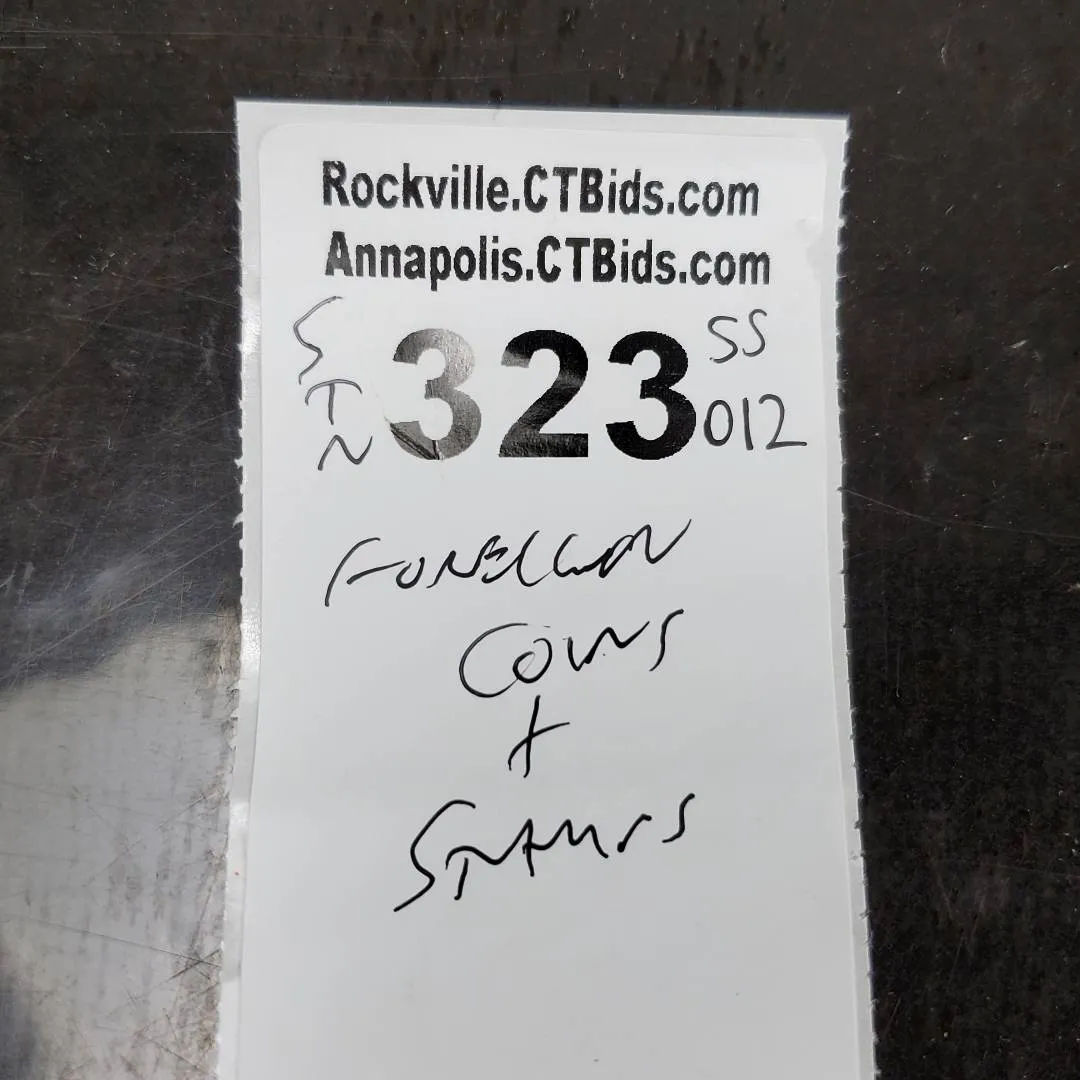 Rockville.CTBids.com
Annapolis.CTBids.com
STN 323 SS 012
FOREIGN
COINS
+
STAMPS